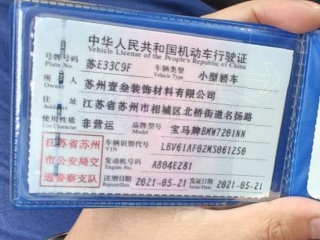 中华人民共和国机动车行驶证
Vehicle License of the People's Republic of China
号牌号码 苏E33C9F 车辆类型 小型轿车
Plate No. Vehicle Type
所有人 苏州壹叁装饰材料有限公司
Owner
住址 江苏省苏州市相城区北桥街道名扬路
Address
使用性质 非营运 品牌型号 宝马牌BMW7201NN
Use Character Model
江苏省苏州市公安局交通警察支队
车辆识别代号 LBV61AF02MS061250
VIN
发动机号码 A804E281
Engine No.
注册日期 2021-05-21 发证日期 2021-05-21
Register Date Issue Date